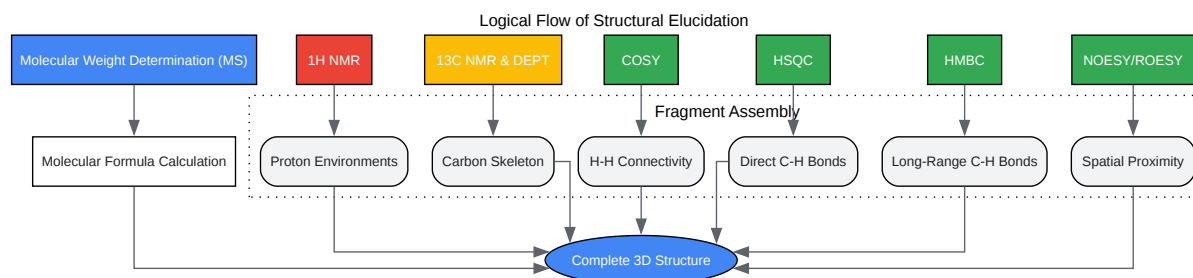 Logical Flow of Structural Elucidation
Molecular Weight Determination (MS)
1H NMR
13C NMR & DEPT
COSY
HSQC
HMBC
NOESY/ROESY
Fragment Assembly
Molecular Formula Calculation
Proton Environments
Carbon Skeleton
H-H Connectivity
Direct C-H Bonds
Long-Range C-H Bonds
Spatial Proximity
Complete 3D Structure